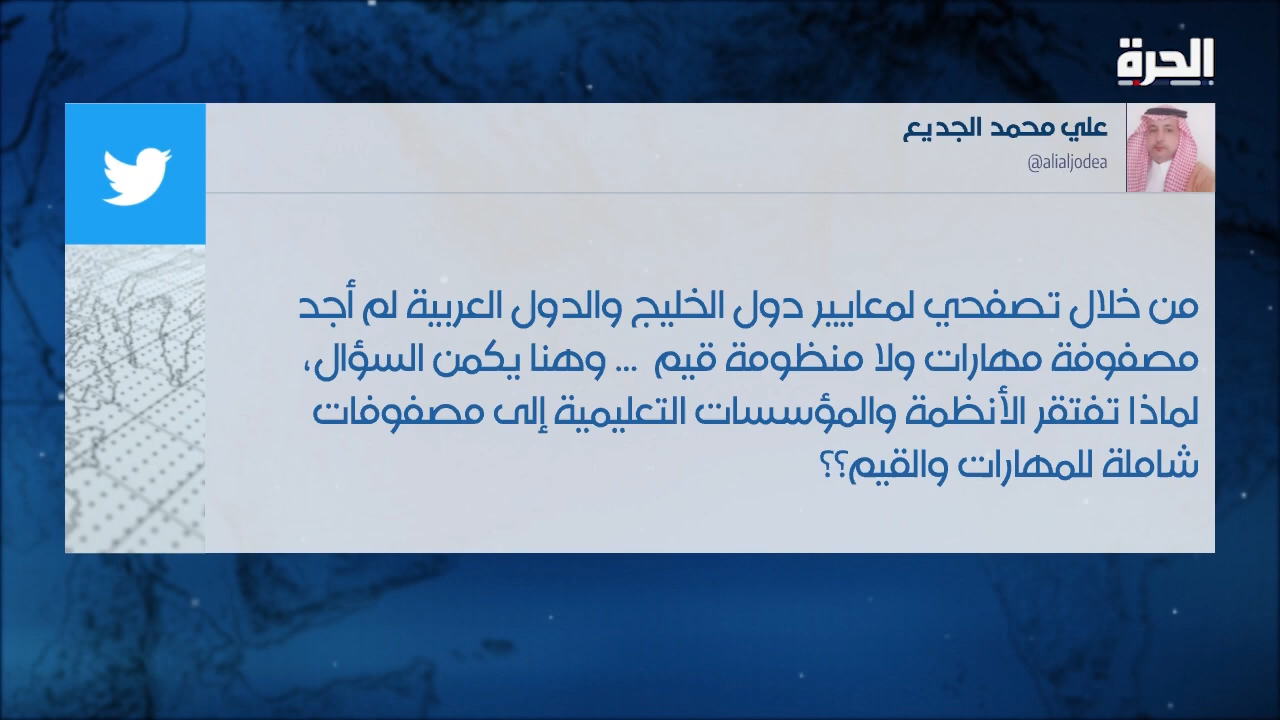 الحرة
علي محمد الجديع
@alialjodea
من خلال تصفحي لمعايير دول الخليج والدول العربية لم أجد
مصفوفة مهارات ولا منظومة قيم ... وهنا يكمن السؤال،
لماذا تفتقر الأنظمة والمؤسسات التعليمية إلى مصفوفات
شاملة للمهارات والقيم؟؟